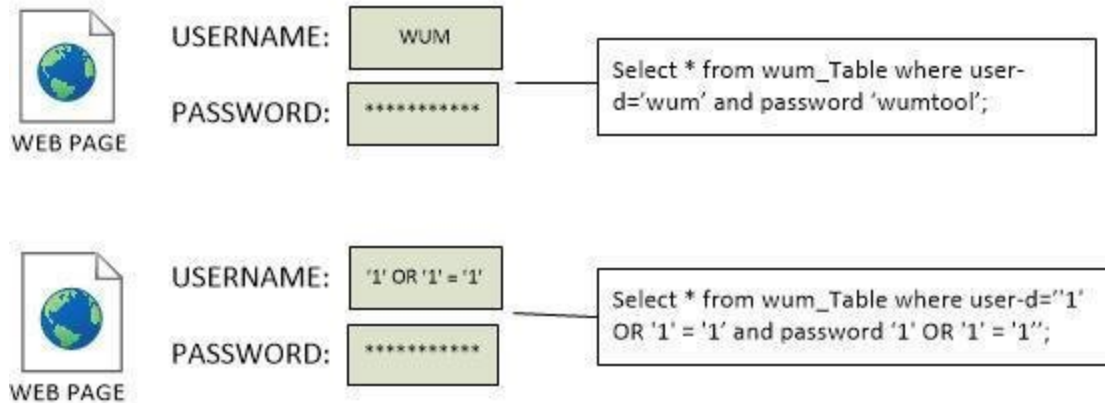 USERNAME: WUM
PASSWORD: ***********
WEB PAGE
Select * from wum_Table where user-
d=‘wum’ and password ‘wumtool’;
USERNAME: '1' OR '1' = '1'
PASSWORD: ***********
WEB PAGE
Select * from wum_Table where user-d=‘'1'
OR '1' = '1’ and password ‘1' OR '1' = '1'’;